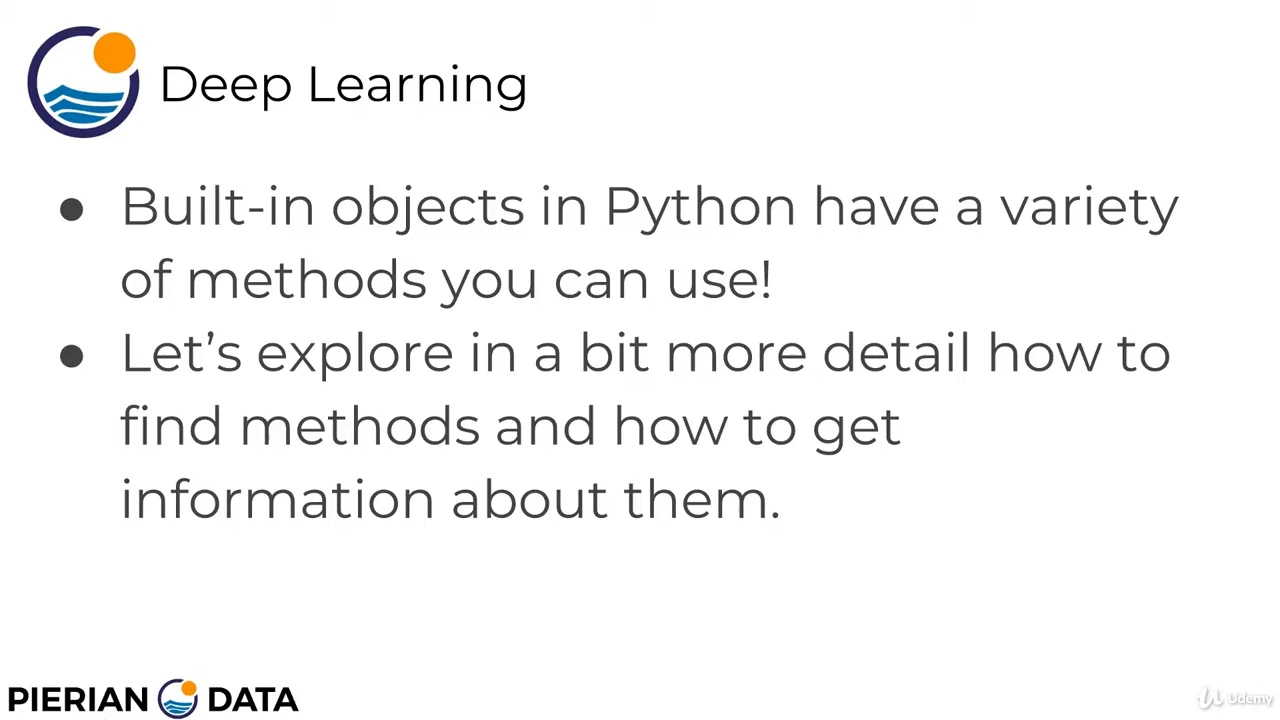 Deep Learning
● Built-in objects in Python have a variety
of methods you can use!
● Let’s explore in a bit more detail how to
find methods and how to get
information about them.
PIERIAN DATA
Udemy